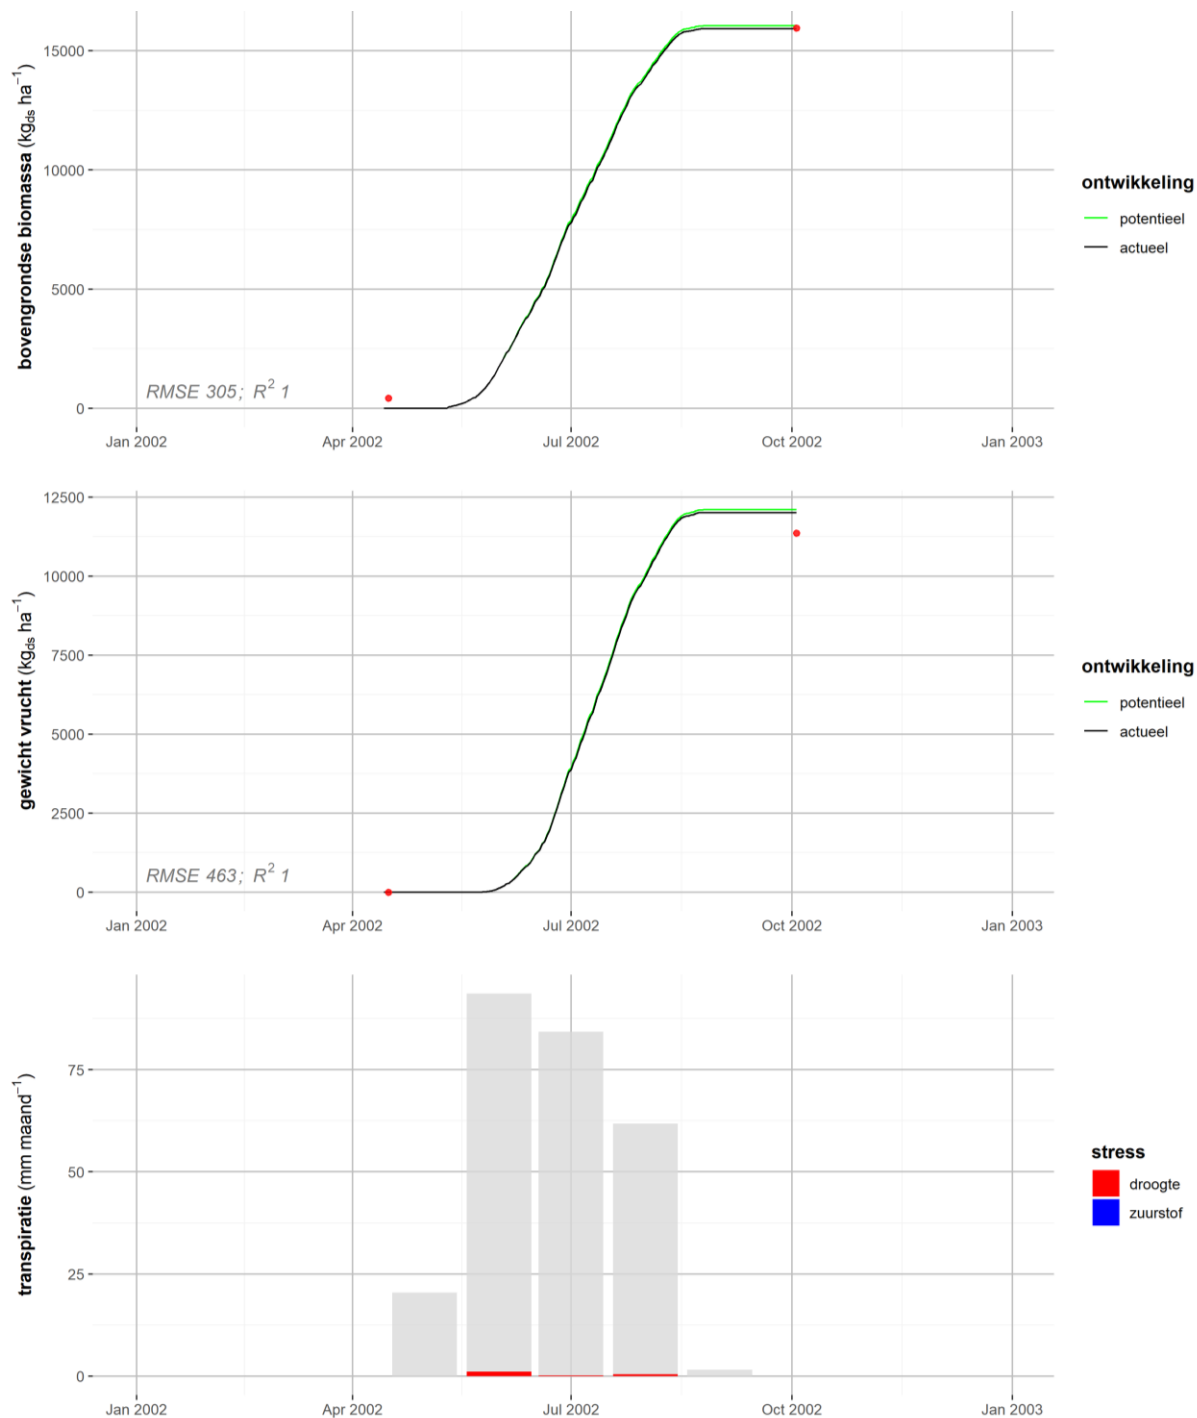 bovengrondse biomassa (kg_ds ha⁻¹)
15000
10000
5000
0
RMSE 305; R² 1
Jan 2002 Apr 2002 Jul 2002 Oct 2002 Jan 2003
ontwikkeling
potentieel
actueel
gewicht vrucht (kg_ds ha⁻¹)
12500
10000
7500
5000
2500
0
RMSE 463; R² 1
Jan 2002 Apr 2002 Jul 2002 Oct 2002 Jan 2003
ontwikkeling
potentieel
actueel
transpiratie (mm maand⁻¹)
75
50
25
0
Jan 2002 Apr 2002 Jul 2002 Oct 2002 Jan 2003
stress
droogte
zuurstof